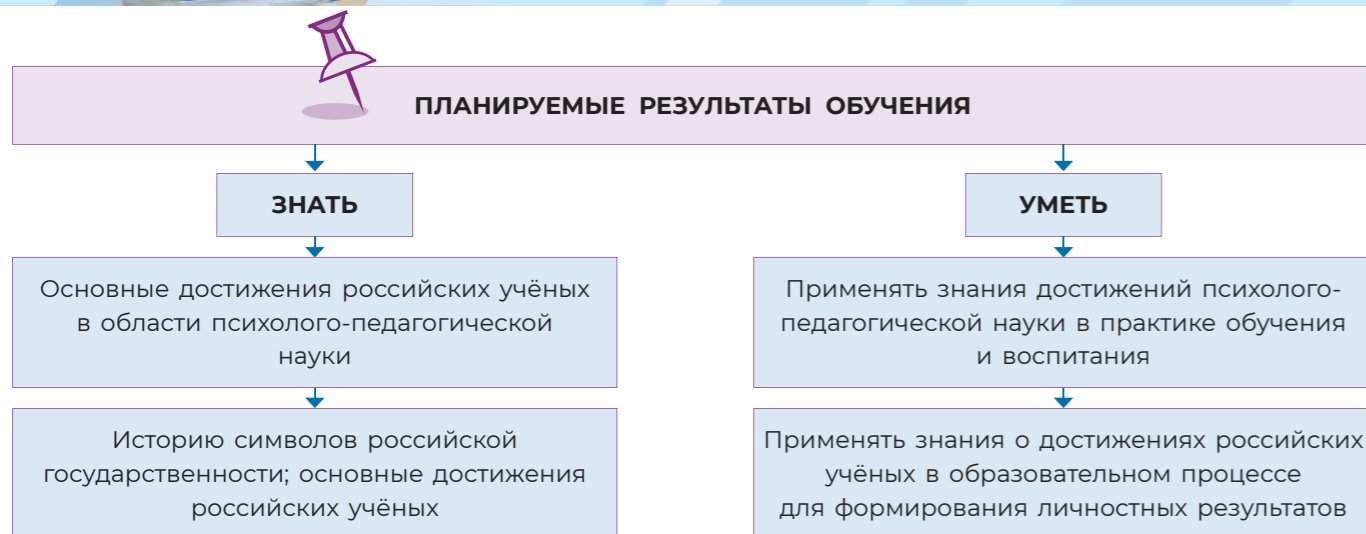 ПЛАНИРУЕМЫЕ РЕЗУЛЬТАТЫ ОБУЧЕНИЯ
ЗНАТЬ
Основные достижения российских учёных
в области психолого-педагогической
науки
Историю символов российской
государственности; основные достижения
российских учёных
УМЕТЬ
Применять знания достижений психолого-
педагогической науки в практике обучения
и воспитания
Применять знания о достижениях российских
учёных в образовательном процессе
для формирования личностных результатов